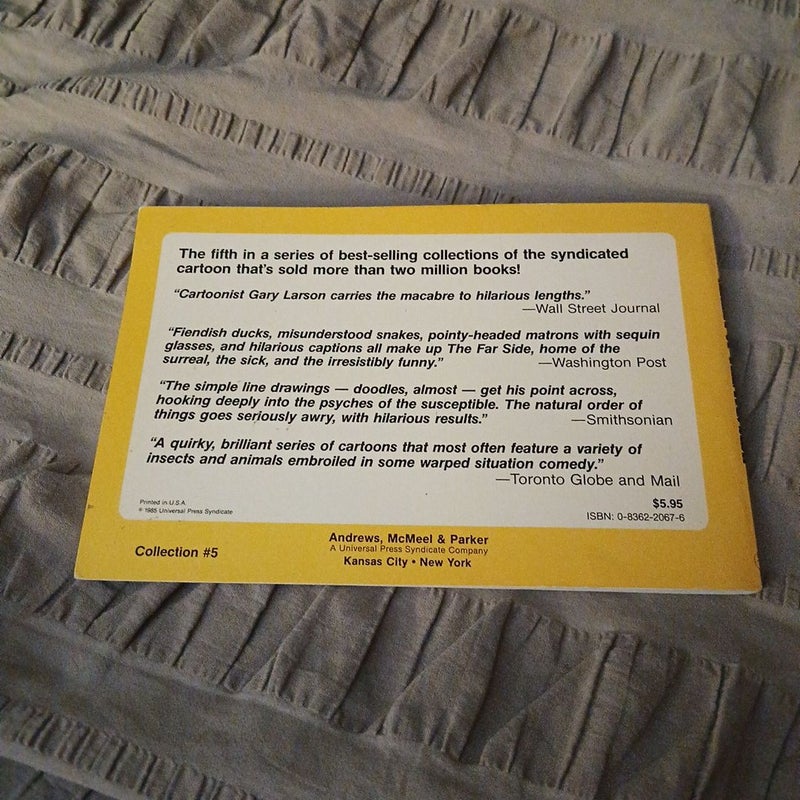 The fifth in a series of best-selling collections of the syndicated
cartoon that's sold more than two million books!
“Cartoonist Gary Larson carries the macabre to hilarious lengths.”
—Wall Street Journal
“Fiendish ducks, misunderstood snakes, pointy-headed matrons with sequin
glasses, and hilarious captions all make up The Far Side, home of the
surreal, the sick, and the irresistibly funny.” —Washington Post
“The simple line drawings — doodles, almost — get his point across,
hooking deeply into the psyches of the susceptible. The natural order of
things goes seriously awry, with hilarious results.” —Smithsonian
“A quirky, brilliant series of cartoons that most often feature a variety of
insects and animals embroiled in some warped situation comedy.”
—Toronto Globe and Mail
Printed in U.S.A.
© 1985 Universal Press Syndicate
$5.95
ISBN: 0-8362-2067-6
Collection #5
Andrews, McMeel & Parker
A Universal Press Syndicate Company
Kansas City • New York